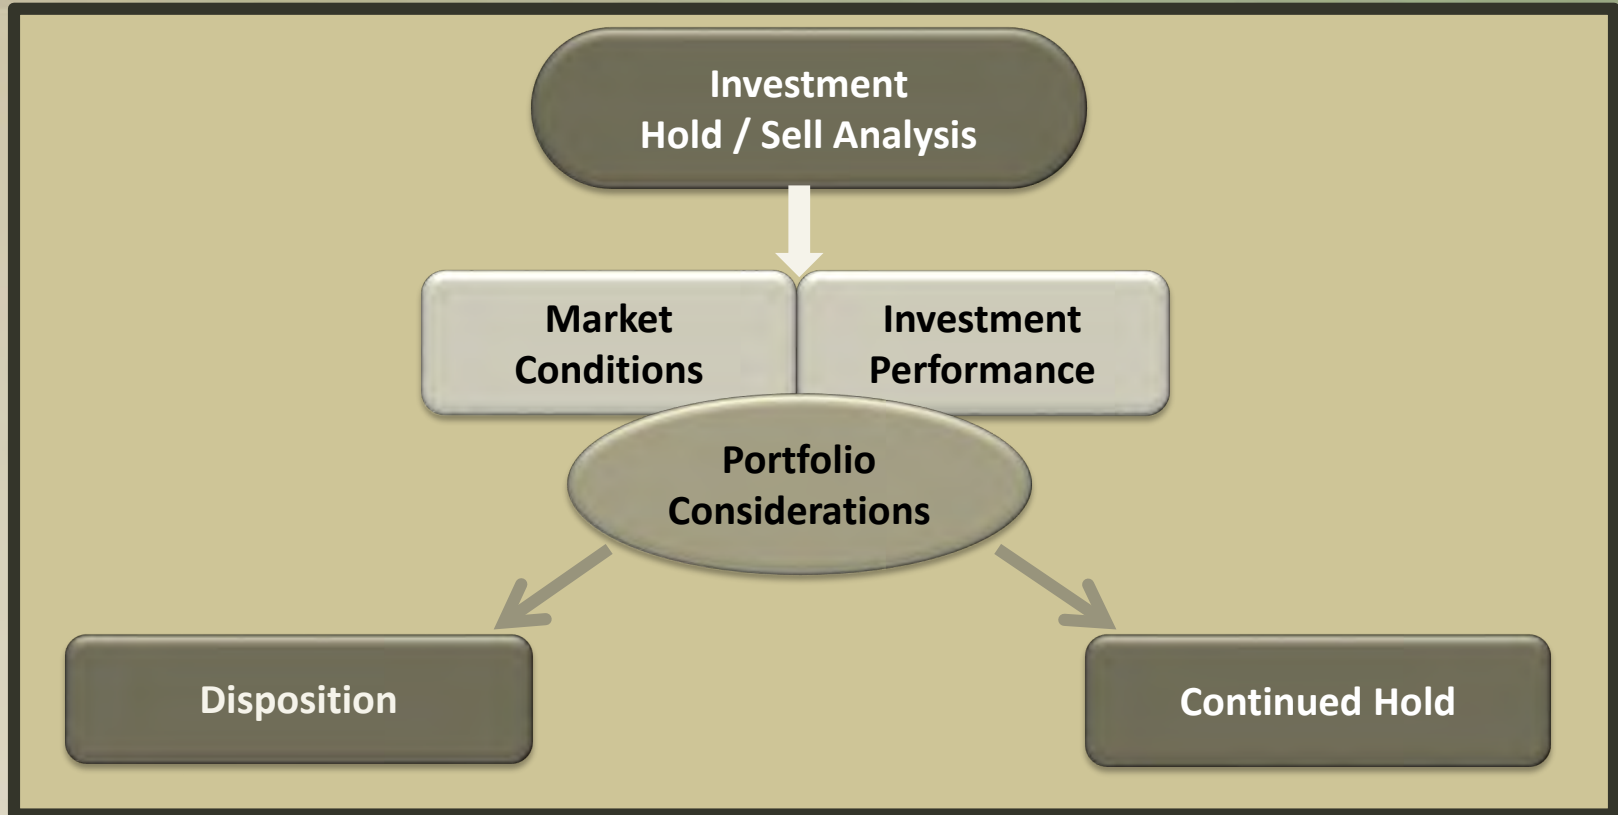 Investment
Hold / Sell Analysis
Market
Conditions
Investment
Performance
Portfolio
Considerations
Disposition
Continued Hold